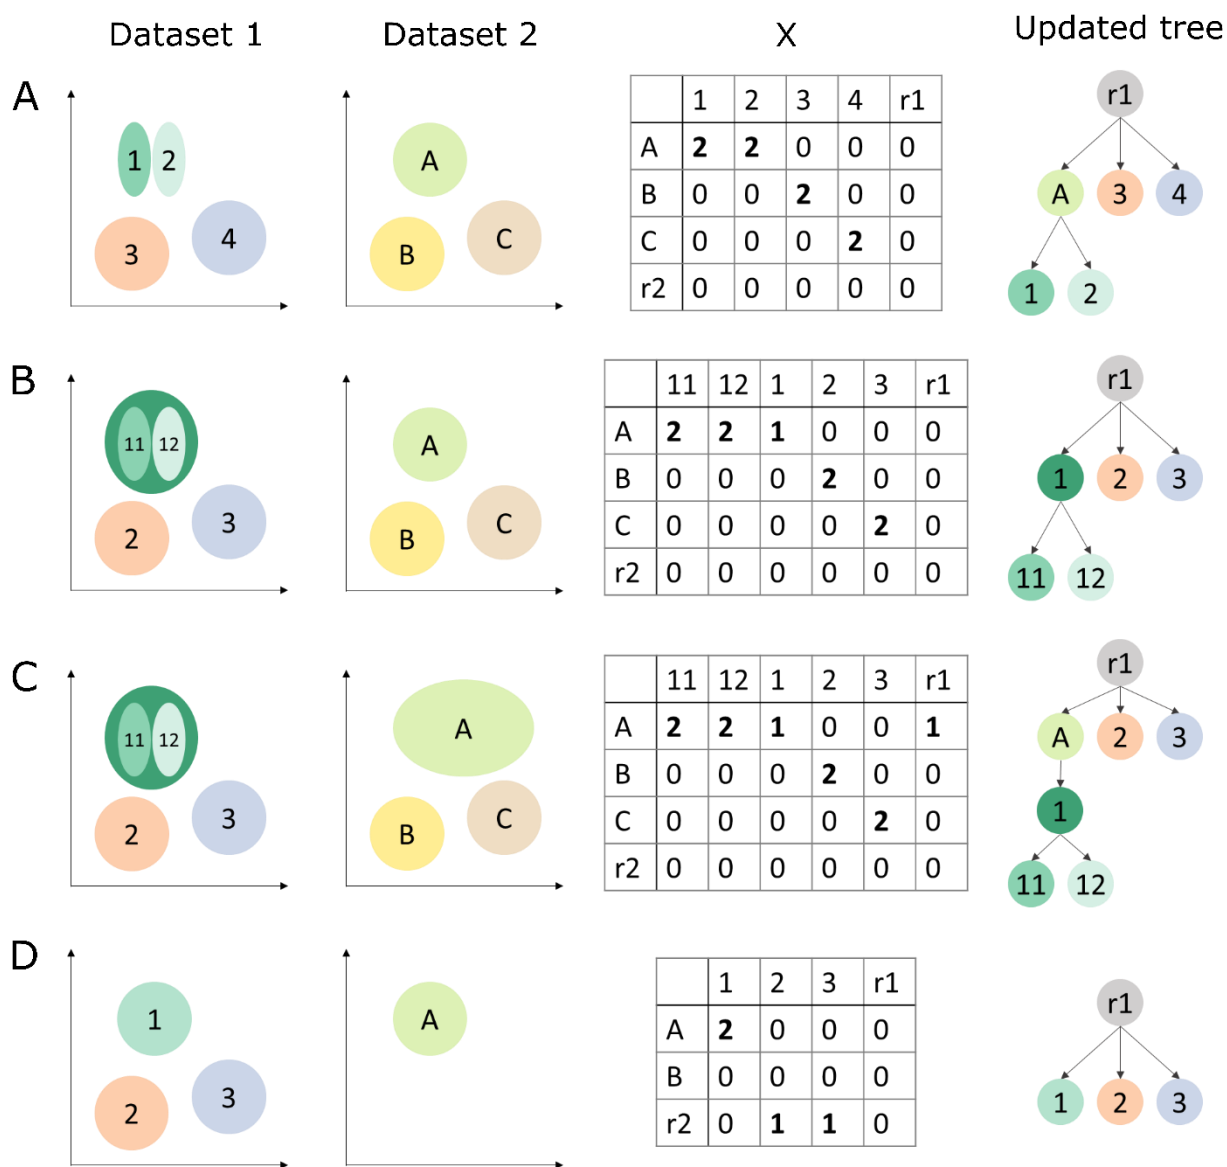 Dataset 1 Dataset 2 X Updated tree
A
1 2 3 4
A B C
1 2 3 4 r1
A 2 2 0 0 0
B 0 0 2 0 0
C 0 0 0 2 0
r2 0 0 0 0 0
r1
A 3 4
1 2
B
11 12
2 3
A
B C
11 12 1 2 3 r1
A 2 2 1 0 0 0
B 0 0 0 2 0 0
C 0 0 0 0 2 0
r2 0 0 0 0 0 0
r1
1 2 3
11 12
C
11 12
2 3
A
B C
11 12 1 2 3 r1
A 2 2 1 0 0 1
B 0 0 0 2 0 0
C 0 0 0 0 2 0
r2 0 0 0 0 0 0
r1
A 2 3
1
11 12
D
1
2 3
A
1 2 3 r1
A 2 0 0 0
B 0 0 0 0
r2 0 1 1 0
r1
1 2 3